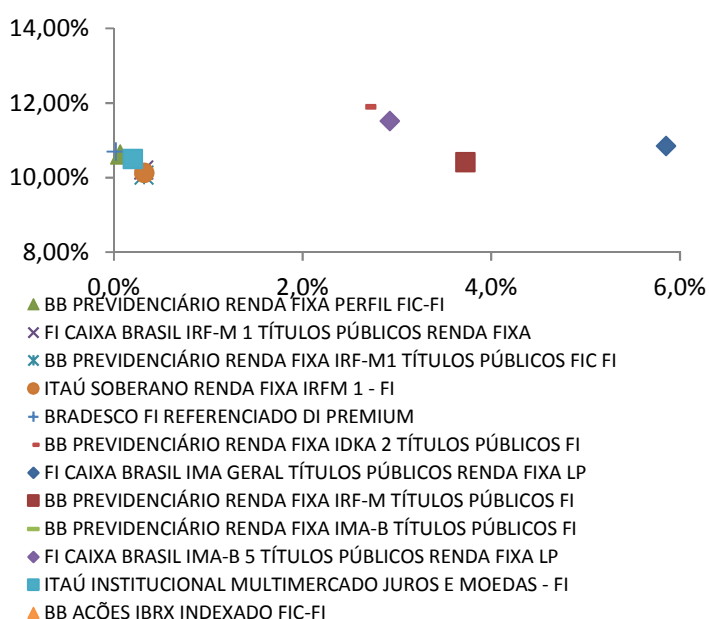 14,00%
12,00%
10,00%
8,00%
0,0% 2,0% 4,0% 6,0%
BB PREVIDENCIÁRIO RENDA FIXA PERFIL FIC-FI
FI CAIXA BRASIL IRF-M 1 TÍTULOS PÚBLICOS RENDA FIXA
BB PREVIDENCIÁRIO RENDA FIXA IRF-M1 TÍTULOS PÚBLICOS FIC FI
ITAÚ SOBERANO RENDA FIXA IRFM 1 - FI
BRADESCO FI REFERENCIADO DI PREMIUM
BB PREVIDENCIÁRIO RENDA FIXA IDKA 2 TÍTULOS PÚBLICOS FI
FI CAIXA BRASIL IMA GERAL TÍTULOS PÚBLICOS RENDA FIXA LP
BB PREVIDENCIÁRIO RENDA FIXA IRF-M TÍTULOS PÚBLICOS FI
BB PREVIDENCIÁRIO RENDA FIXA IMA-B TÍTULOS PÚBLICOS FI
FI CAIXA BRASIL IMA-B 5 TÍTULOS PÚBLICOS RENDA FIXA LP
ITAÚ INSTITUCIONAL MULTIMERCADO JUROS E MOEDAS - FI
BB AÇÕES IBRX INDEXADO FIC-FI